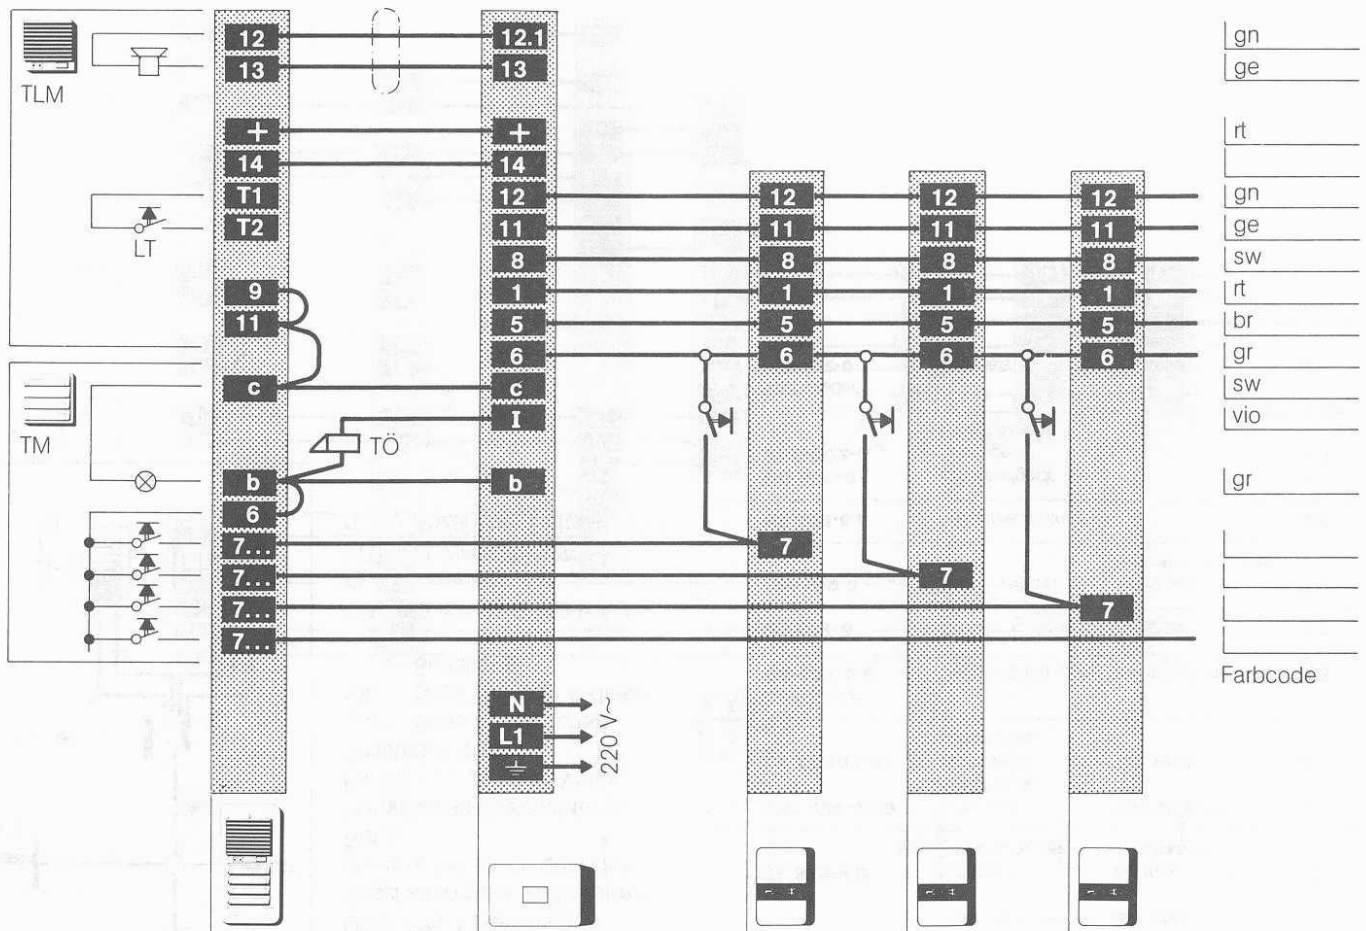 12 12.1 gn
13 13 ge
TLM
+ + rt
14 14
T1 12 12 12 12 gn
T2 11 11 11 11 ge
LT
8 8 8 8 sw
9 1 1 1 1 rt
11 5 5 5 5 br
6 6 6 6 gr
c c sw
I vio
TM
TÖ
b b gr
6
7... 7
7... 7
7... 7
7...
Farbcode
N
L1
220 V~